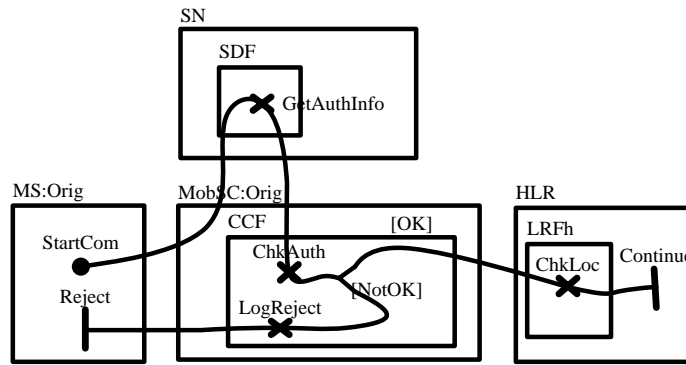 SN
SDF
GetAuthInfo
MS:Orig
MobSC:Orig
HLR
CCF
[OK]
LRFh
StartCom
ChkAuth
ChkLoc
Continue
Reject
LogReject
[NotOK]